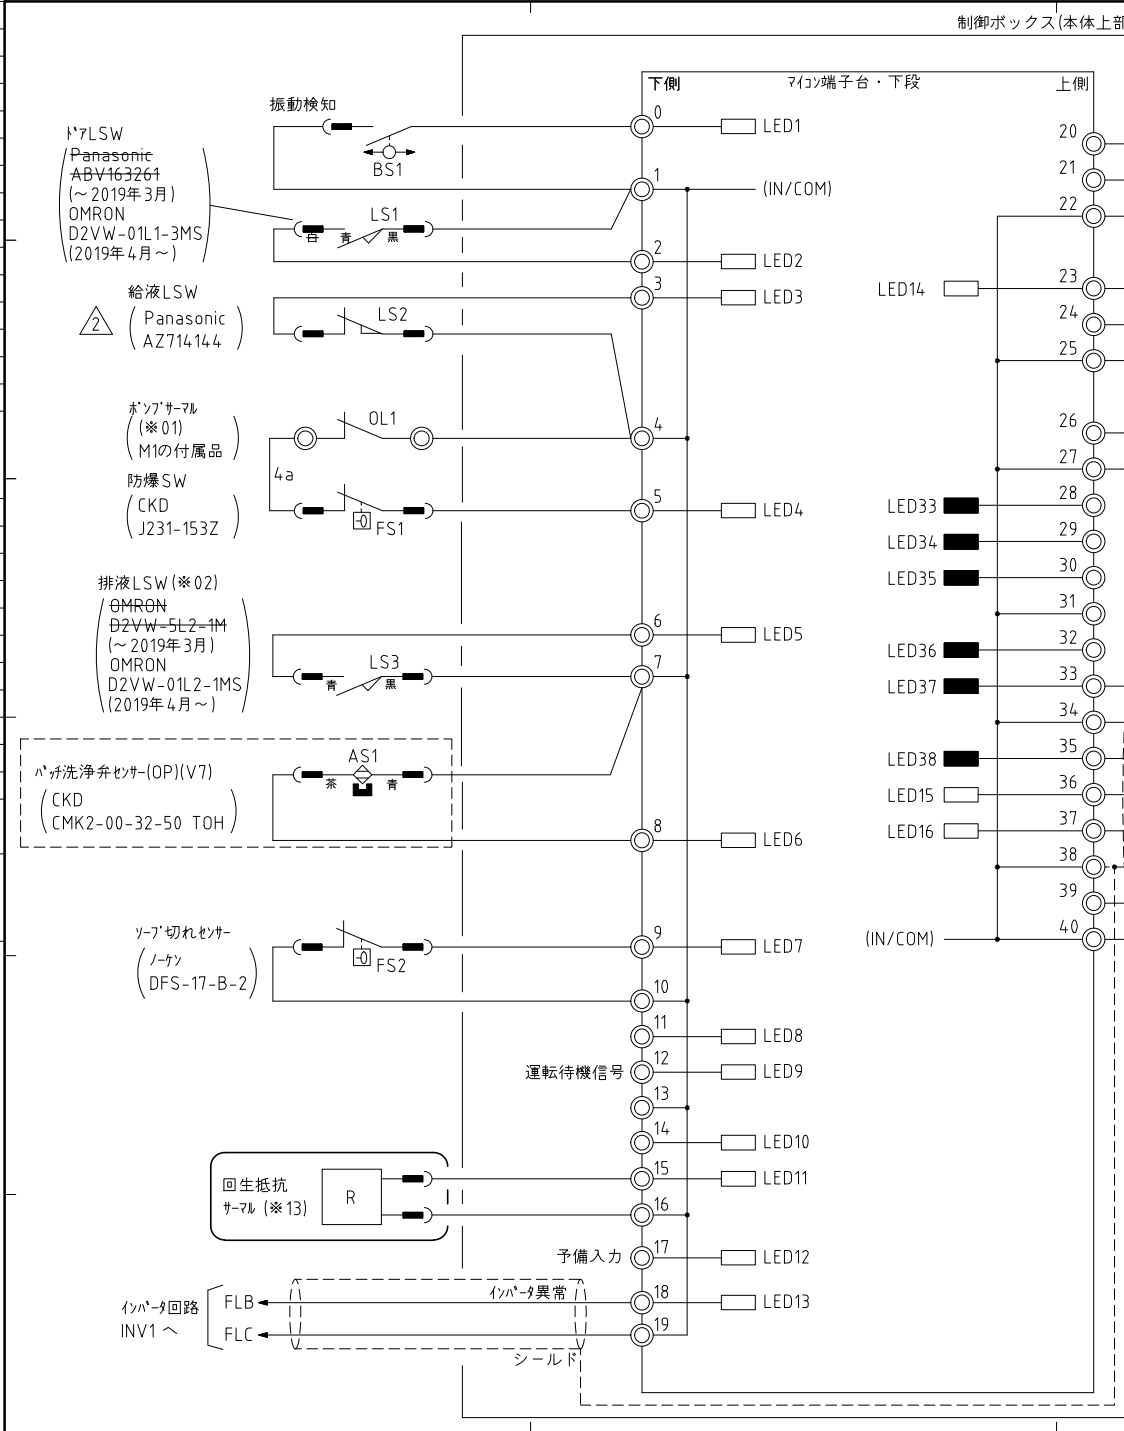 制御ボックス(本体上部
下側
マイコン端子台・下段
上側
振動検知
BS1
0
LED1
ドアLSW
Panasonic
ABV163261
(～2019年3月)
OMRON
D2VW-01L1-3MS
(2019年4月～)
LS1
白 青 黒
1
(IN/COM)
2
LED2
3
LED3
給液LSW
2
Panasonic
AZ714144
LS2
ポンプサーマル
(※01)
M1の付属品
OL1
4
4a
防爆SW
CKD
J231-153Z
FS1
5
LED4
排液LSW(※02)
OMRON
D2VW-5L2-1M
(～2019年3月)
OMRON
D2VW-01L2-1MS
(2019年4月～)
LS3
青 黒
6
LED5
7
バッチ洗浄弁センサー(OP)(V7)
CKD
CMK2-00-32-50 TOH
AS1
茶 青
8
LED6
ソープ切れセンサー
ノーケン
DFS-17-B-2
FS2
9
LED7
10
11
LED8
運転待機信号
12
LED9
13
14
LED10
回生抵抗
サーマル (※13)
R
15
LED11
16
予備入力
17
LED12
インバータ回路
INV1 へ
FLB
FLC
インバータ異常
シールド
18
LED13
19
20
21
22
LED14
23
24
25
26
27
LED33
28
LED34
29
LED35
30
31
LED36
32
LED37
33
34
LED38
35
LED15
36
LED16
37
38
39
(IN/COM)
40